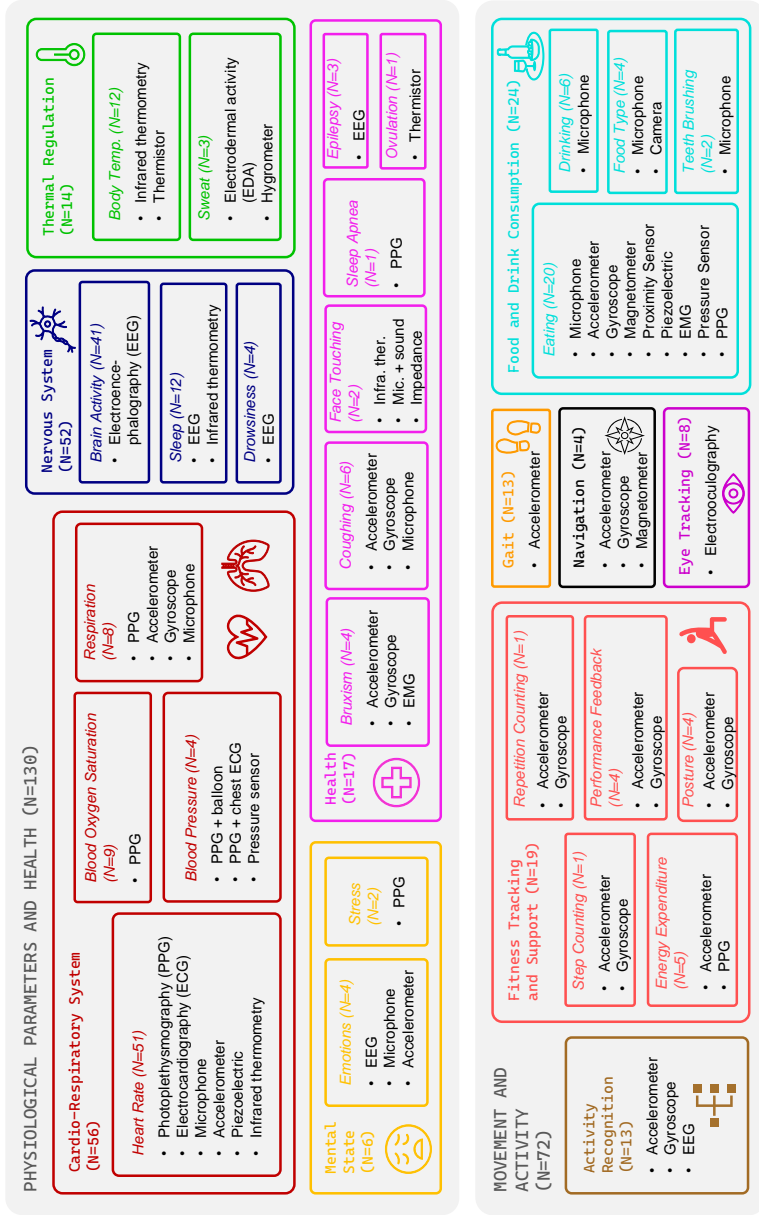 PHYSIOLOGICAL PARAMETERS AND HEALTH (N=130)
Cardio-Respiratory System
(N=56)
Heart Rate (N=51)
• Photoplethysmography (PPG)
• Electrocardiography (ECG)
• Microphone
• Accelerometer
• Piezoelectric
• Infrared thermometry
Blood Oxygen Saturation
(N=9)
• PPG
Blood Pressure (N=4)
• PPG + balloon
• PPG + chest ECG
• Pressure sensor
Respiration
(N=8)
• PPG
• Accelerometer
• Gyroscope
• Microphone
Nervous System
(N=52)
Brain Activity (N=41)
• Electroence-
phalography (EEG)
Sleep (N=12)
• EEG
• Infrared thermometry
Drowsiness (N=4)
• EEG
Thermal Regulation
(N=14)
Body Temp. (N=12)
• Infrared thermometry
• Thermistor
Sweat (N=3)
• Electrodermal activity
(EDA)
• Hygrometer
Mental
State
(N=6)
Emotions (N=4)
• EEG
• Microphone
• Accelerometer
Stress
(N=2)
• PPG
Health
(N=17)
Bruxism (N=4)
• Accelerometer
• Gyroscope
• EMG
Coughing (N=6)
• Accelerometer
• Gyroscope
• Microphone
Face Touching
(N=2)
• Infra. ther.
• Mic. + sound
• Impedance
Sleep Apnea
(N=1)
• PPG
Epilepsy (N=3)
• EEG
Ovulation (N=1)
• Thermistor
MOVEMENT AND
ACTIVITY
(N=72)
Activity
Recognition
(N=13)
• Accelerometer
• Gyroscope
• EEG
Fitness Tracking
and Support (N=19)
Step Counting (N=1)
• Accelerometer
• Gyroscope
Energy Expenditure
(N=5)
• Accelerometer
• PPG
Repetition Counting (N=1)
• Accelerometer
• Gyroscope
Performance Feedback
(N=4)
• Accelerometer
• Gyroscope
Posture (N=4)
• Accelerometer
• Gyroscope
Gait (N=13)
• Accelerometer
Navigation (N=4)
• Accelerometer
• Gyroscope
• Magnetometer
Eye Tracking (N=8)
• Electrooculography
Food and Drink Consumption (N=24)
Eating (N=20)
• Microphone
• Accelerometer
• Gyroscope
• Magnetometer
• Proximity Sensor
• Piezoelectric
• EMG
• Pressure Sensor
• PPG
Drinking (N=6)
• Microphone
Food Type (N=4)
• Microphone
• Camera
Teeth Brushing
(N=2)
• Microphone